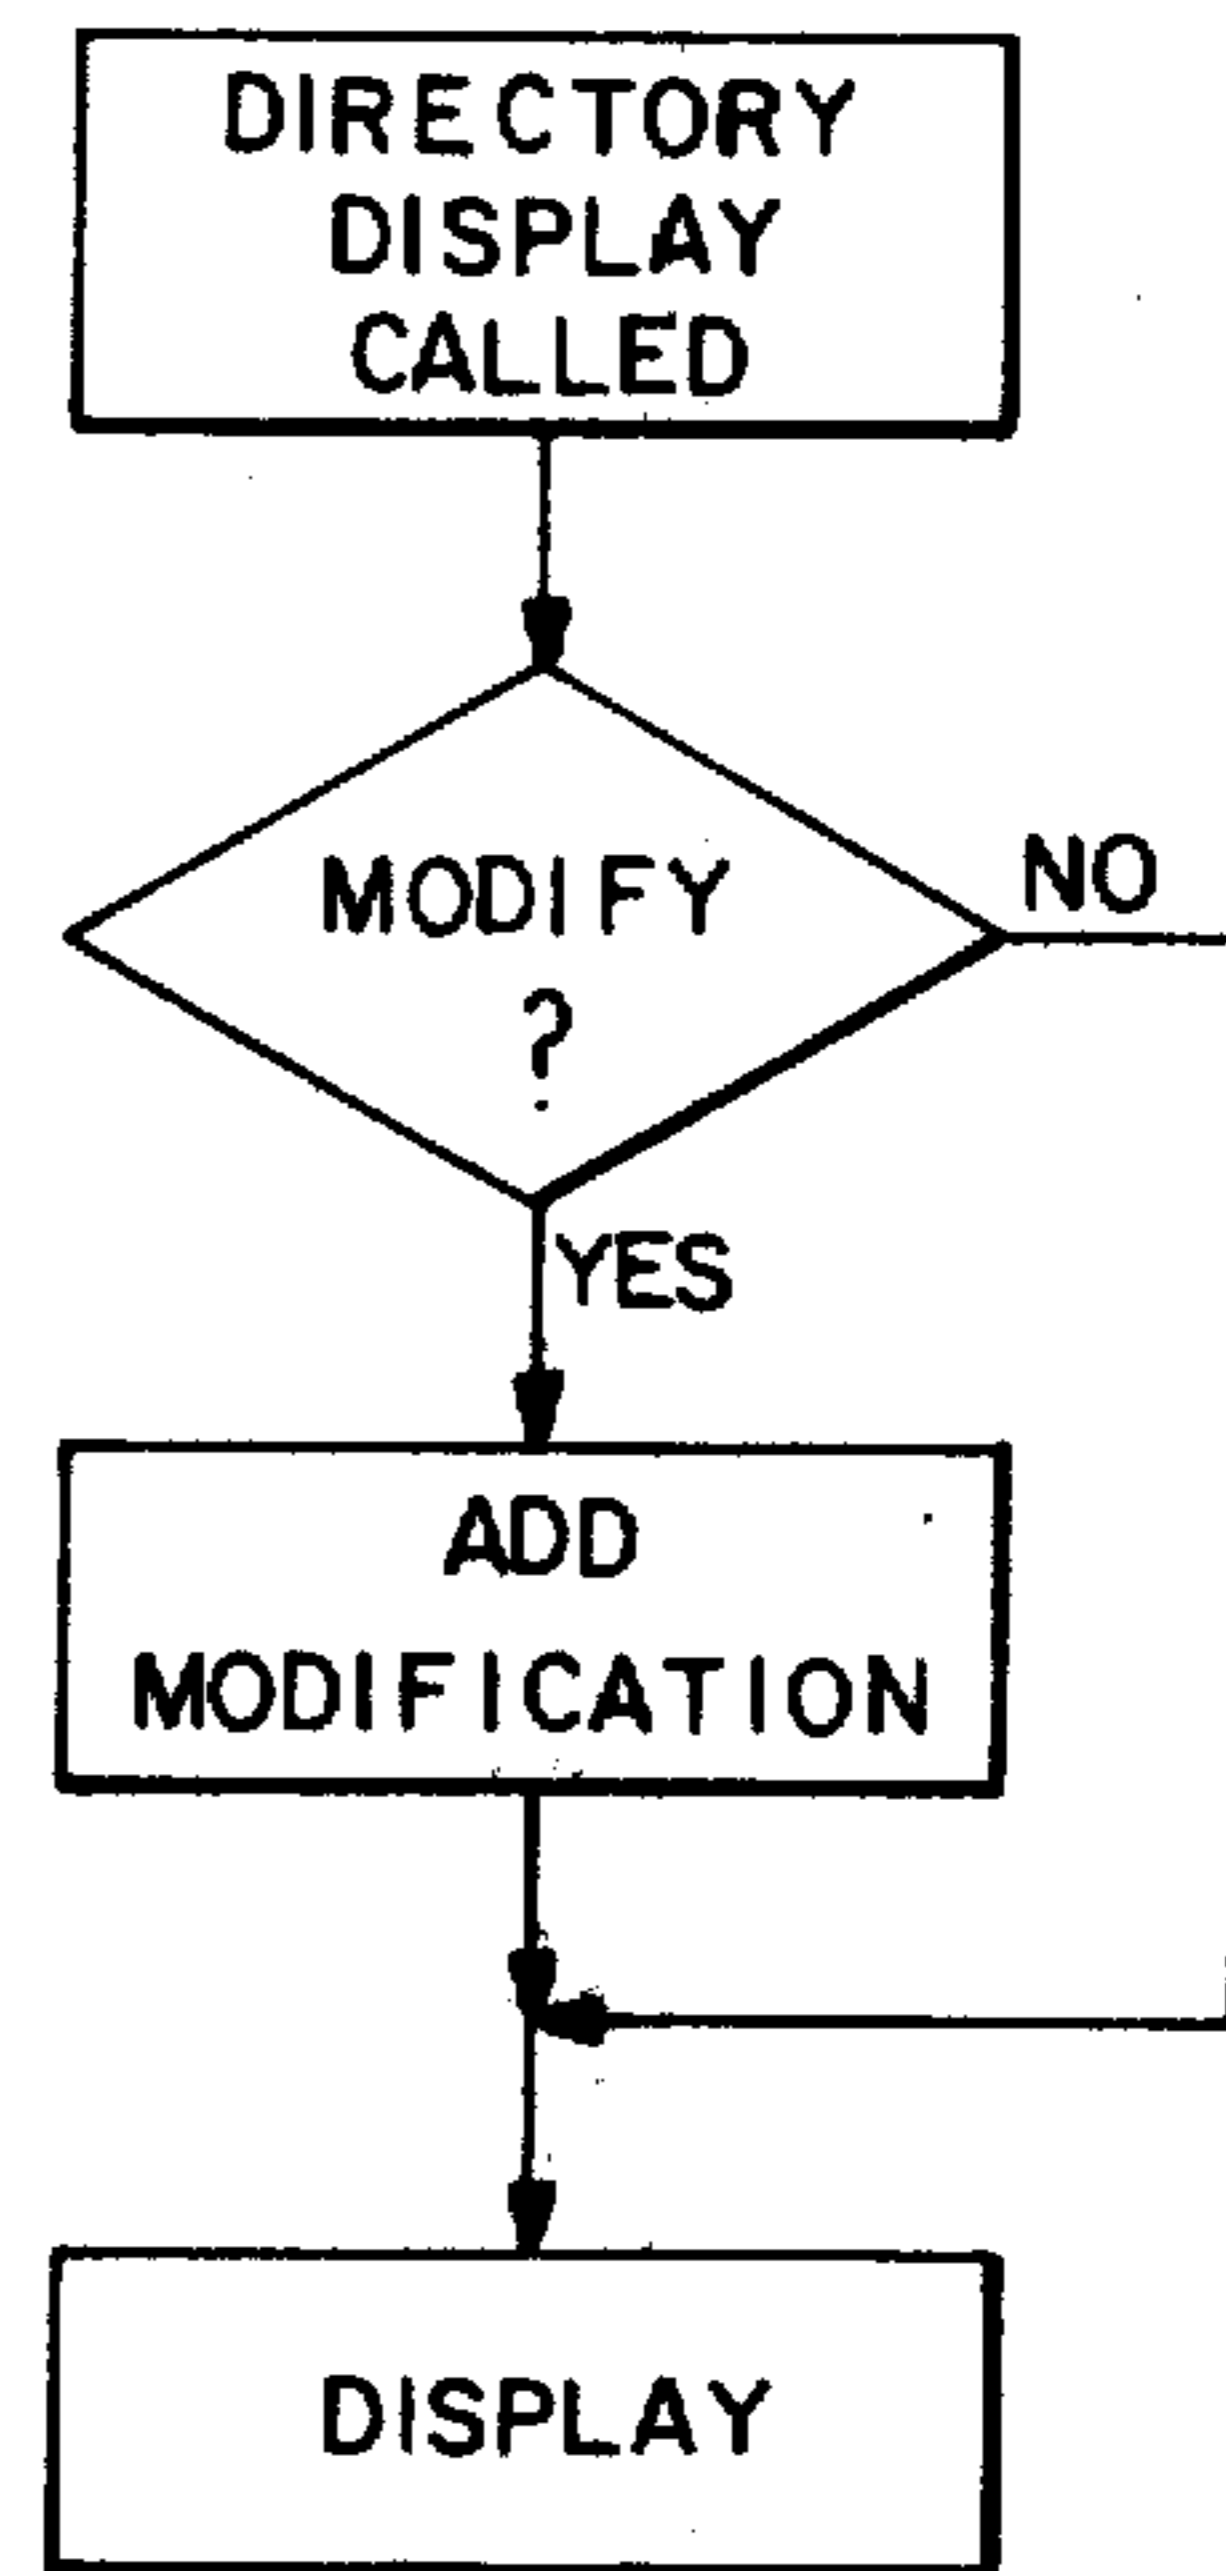 DIRECTORY
DISPLAY
CALLED
MODIFY
?
NO
YES
ADD
MODIFICATION
DISPLAY